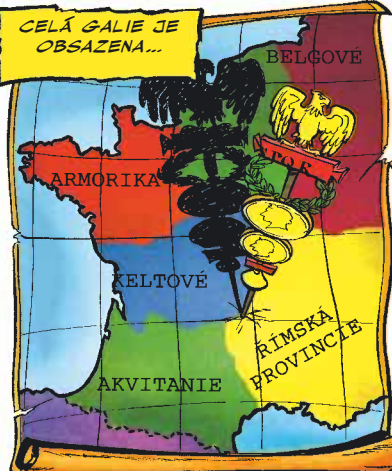 CELÁ GALIE JE
OBSAZENA...
BELGOVÉ
ARMORIKA
KELTOVÉ
ŘÍMSKÁ
PROVINCIE
AKVITANIE